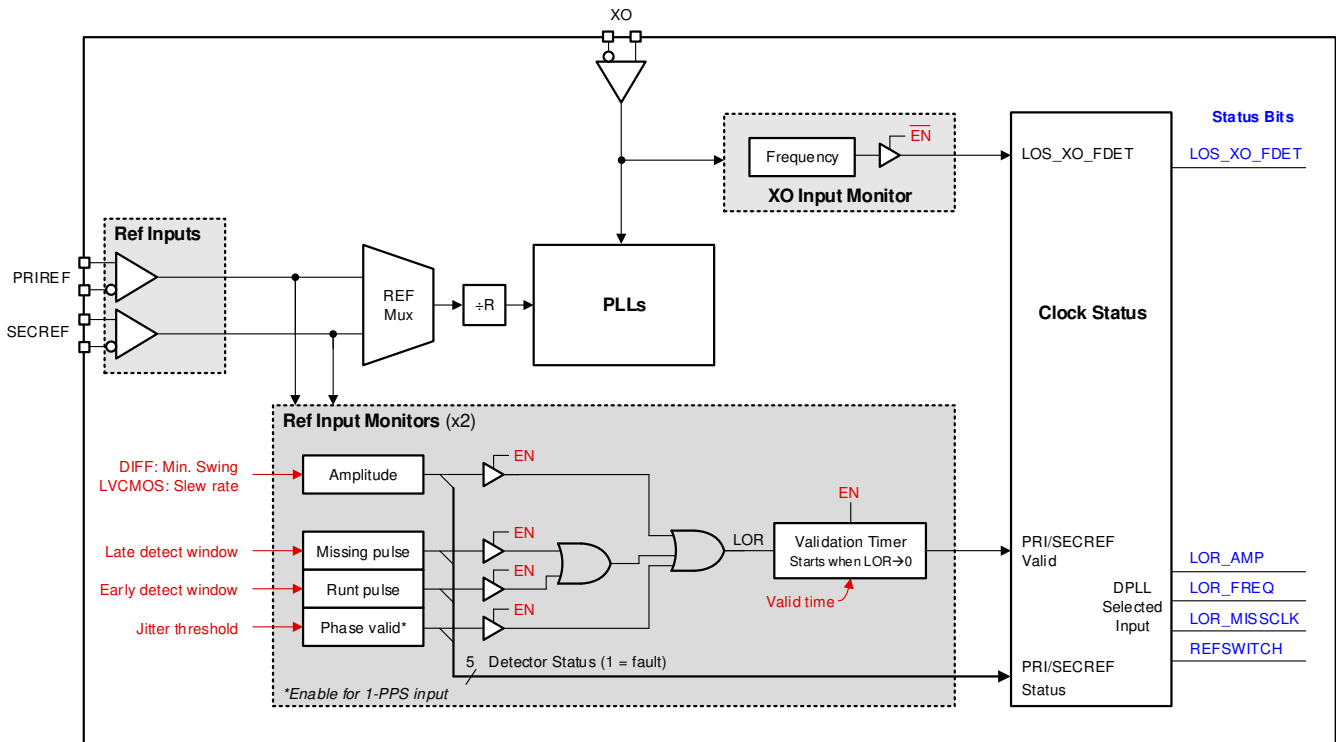 XO
Status Bits
EN
Frequency
LOS_XO_FDET
LOS_XO_FDET
XO Input Monitor
Ref Inputs
PRIREF
SECREF
REF
Mux
÷R
PLLs
Clock Status
Ref Input Monitors (x2)
DIFF: Min. Swing
LVCMOS: Slew rate
Amplitude
EN
EN
Late detect window
Missing pulse
EN
LOR
Validation Timer
Starts when LOR→0
PRI/SECREF
Valid
LOR_AMP
Early detect window
Runt pulse
EN
Valid time
DPLL
Selected
Input
LOR_FREQ
LOR_MISSCLK
REFSWITCH
Jitter threshold
Phase valid*
EN
5 Detector Status (1 = fault)
PRI/SECREF
Status
*Enable for 1-PPS input